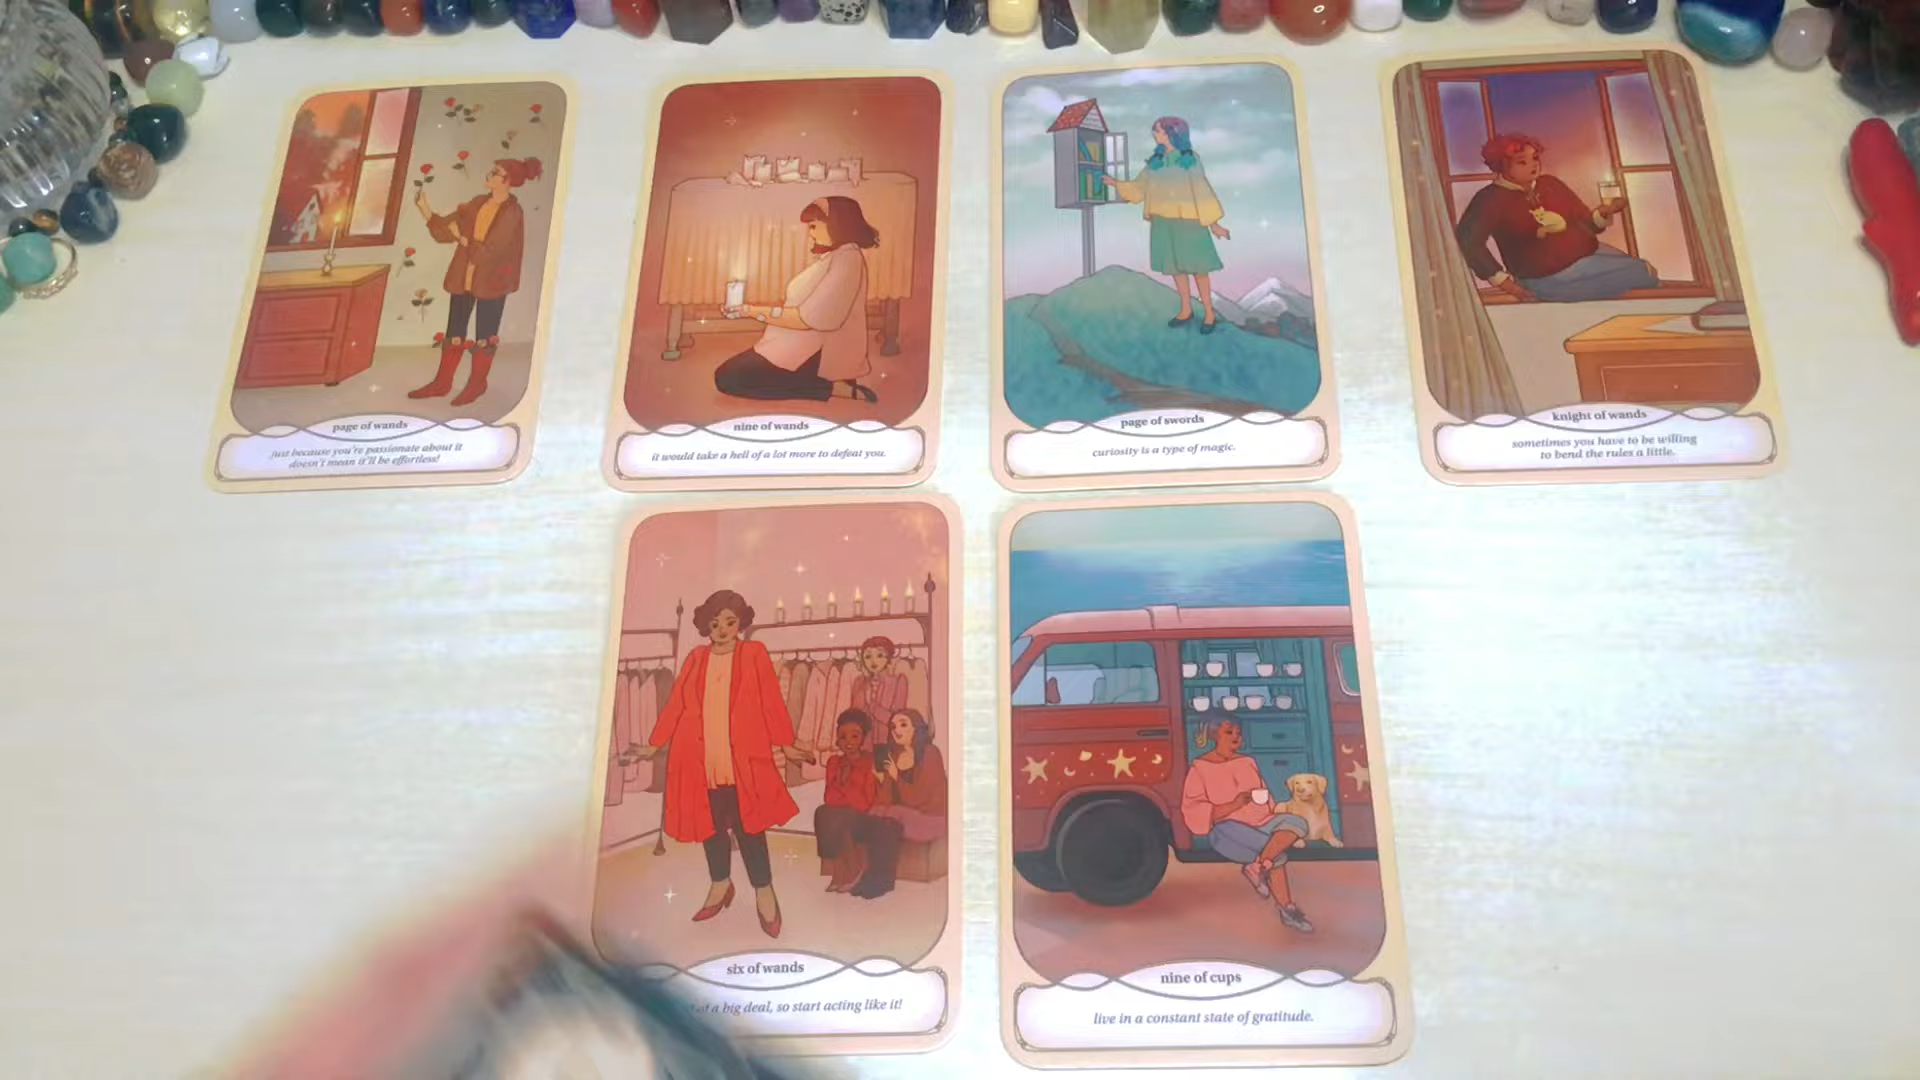 page of wands
just because you're passionate about it
doesn't mean it'll be effortless!
nine of wands
it would take a hell of a lot more to defeat you.
page of swords
curiosity is a type of magic.
knight of wands
sometimes you have to be willing
to bend the rules a little.
six of wands
of a big deal, so start acting like it!
nine of cups
live in a constant state of gratitude.